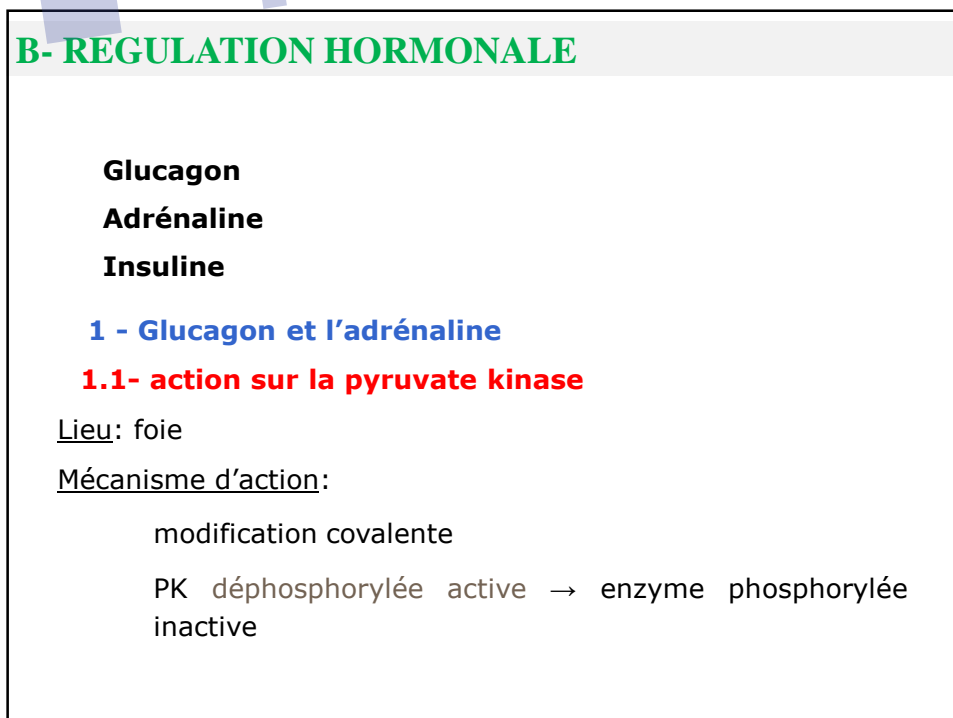 B- REGULATION HORMONALE
Glucagon
Adrénaline
Insuline
1 - Glucagon et l’adrénaline
1.1- action sur la pyruvate kinase
Lieu: foie
Mécanisme d’action:
modification covalente
PK déphosphorylée active → enzyme phosphorylée
inactive